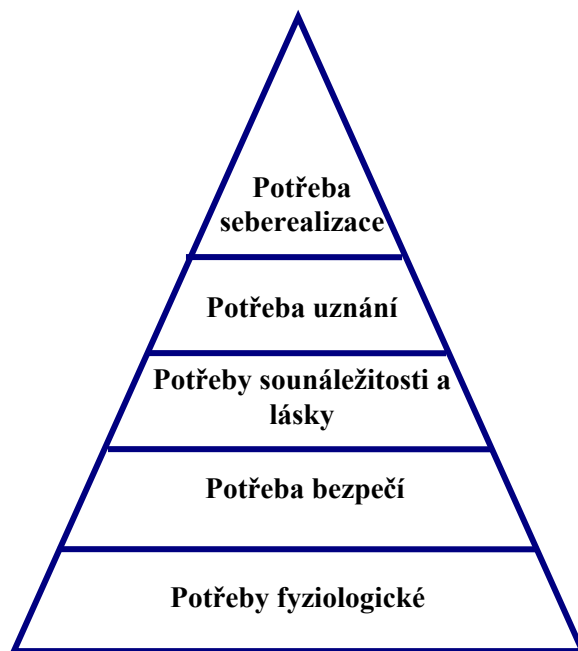 Potřeba
seberealizace
Potřeba uznání
Potřeby sounáležitosti a
lásky
Potřeba bezpečí
Potřeby fyziologické